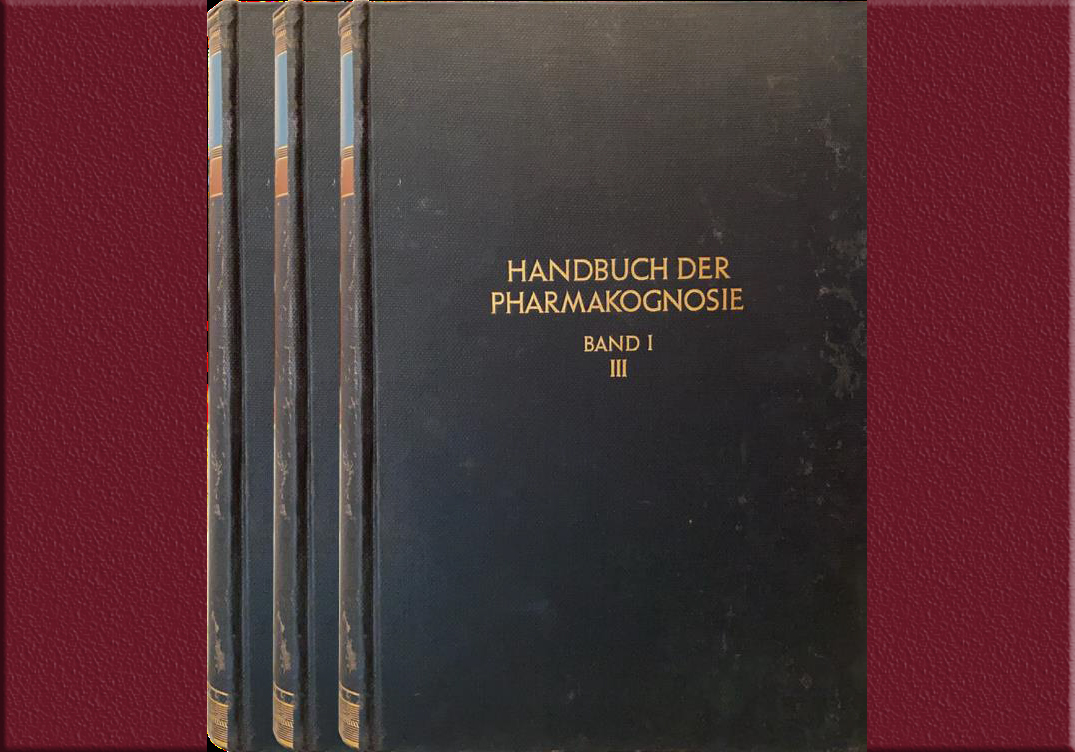 HANDBUCH DER
PHARMAKOGNOSIE
BAND I
III